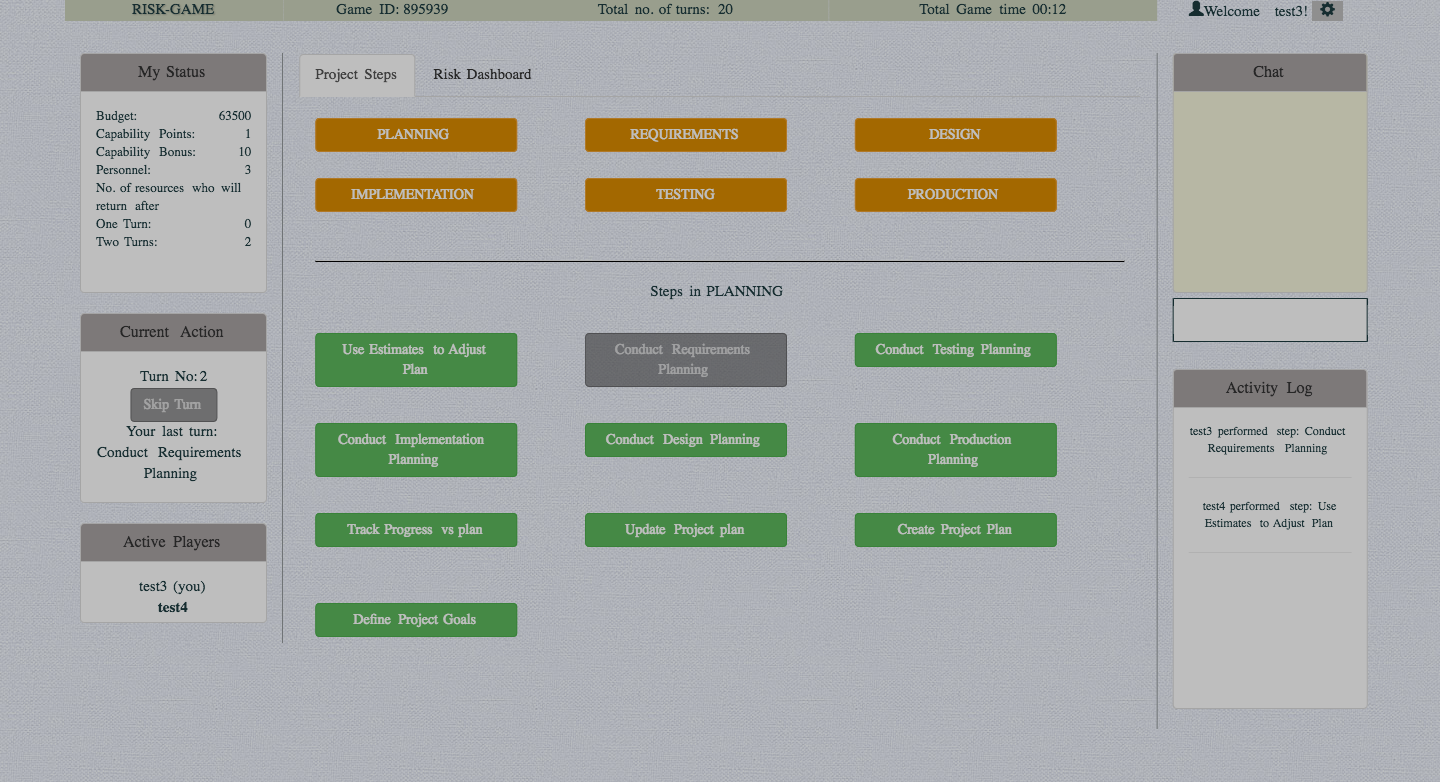 RISK-GAME
Game ID: 895939
Total no. of turns: 20
Total Game time 00:12
Welcome test3!
My Status
Budget: 63500
Capability Points: 1
Capability Bonus: 10
Personnel: 3
No. of resources who will
return after
One Turn: 0
Two Turns: 2
Current Action
Turn No: 2
Skip Turn
Your last turn:
Conduct Requirements
Planning
Active Players
test3 (you)
test4
Project Steps
Risk Dashboard
PLANNING
REQUIREMENTS
DESIGN
IMPLEMENTATION
TESTING
PRODUCTION
Steps in PLANNING
Use Estimates to Adjust
Plan
Conduct Requirements
Planning
Conduct Testing Planning
Conduct Implementation
Planning
Conduct Design Planning
Conduct Production
Planning
Track Progress vs plan
Update Project plan
Create Project Plan
Define Project Goals
Chat
Activity Log
test3 performed step: Conduct
Requirements Planning
test4 performed step: Use
Estimates to Adjust Plan